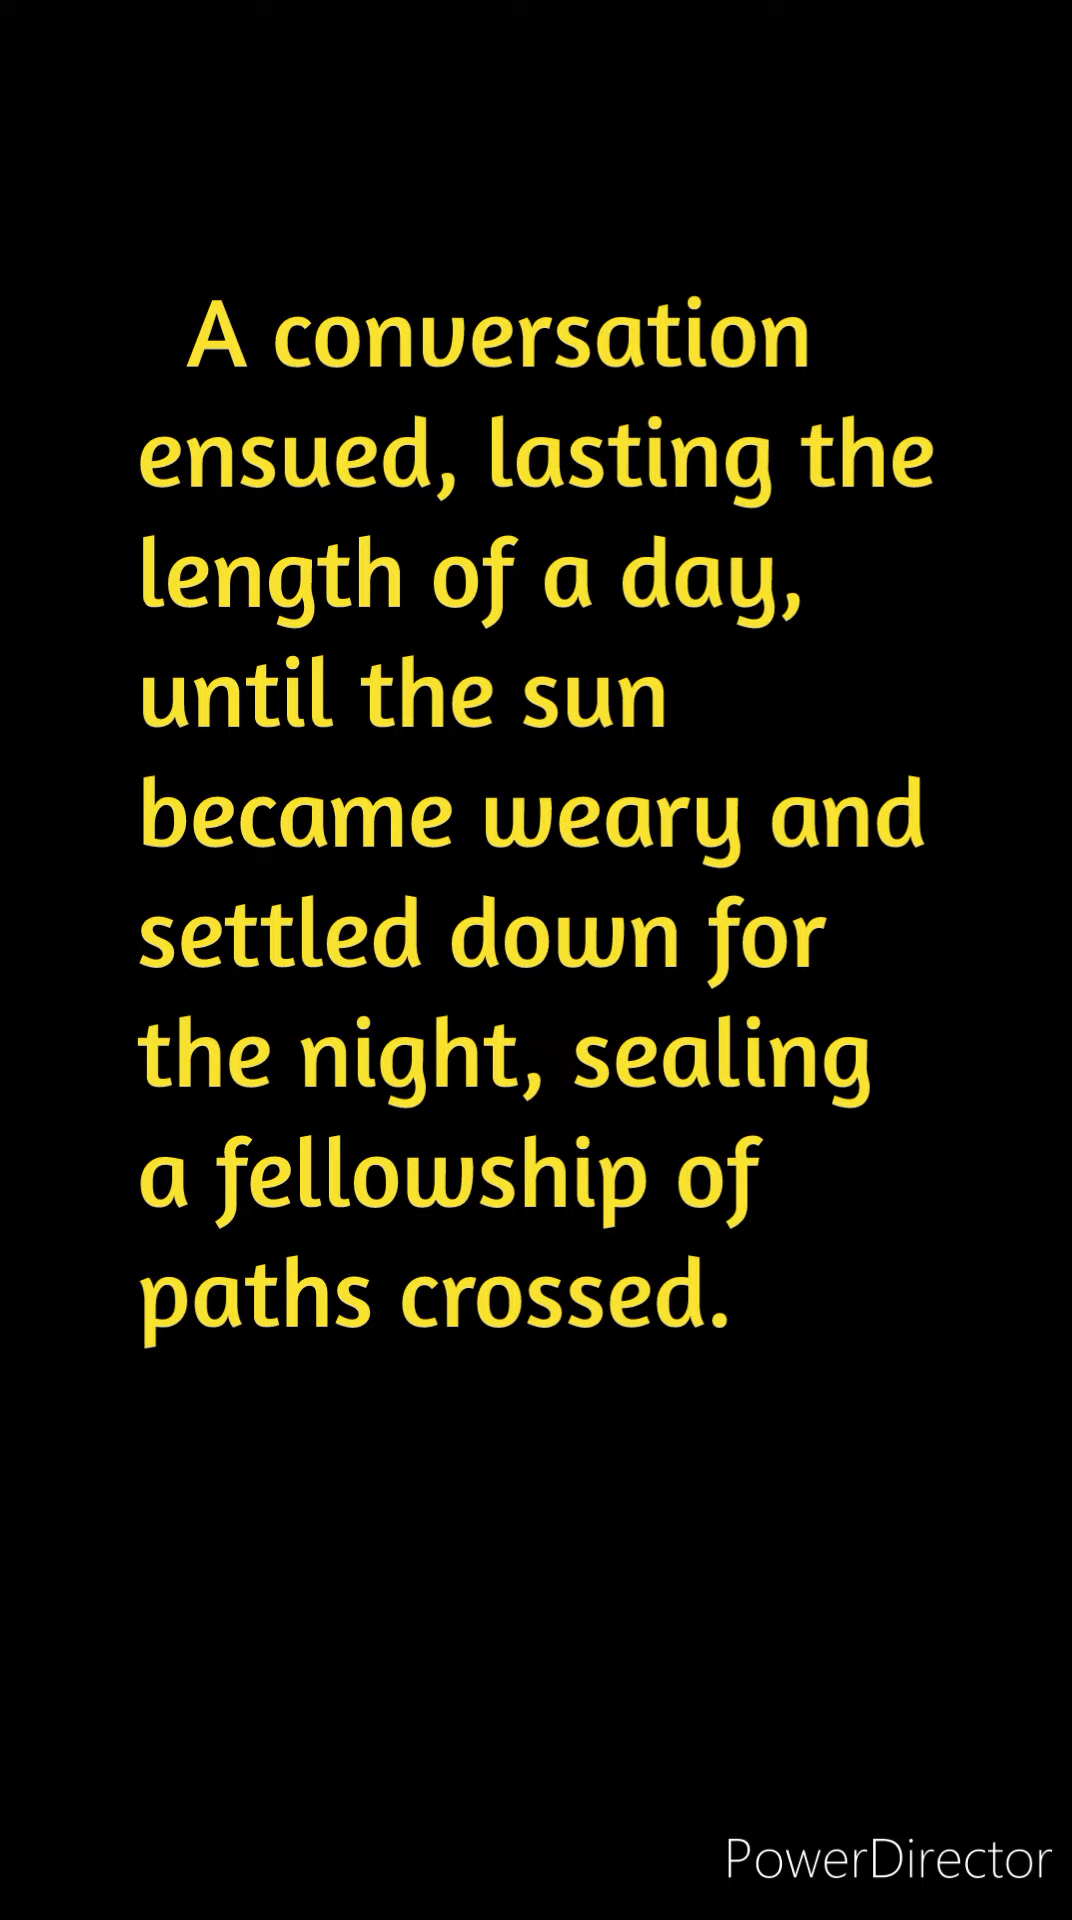 A conversation
ensued, lasting the
length of a day,
until the sun
became weary and
settled down for
the night, sealing
a fellowship of
paths crossed.
PowerDirector